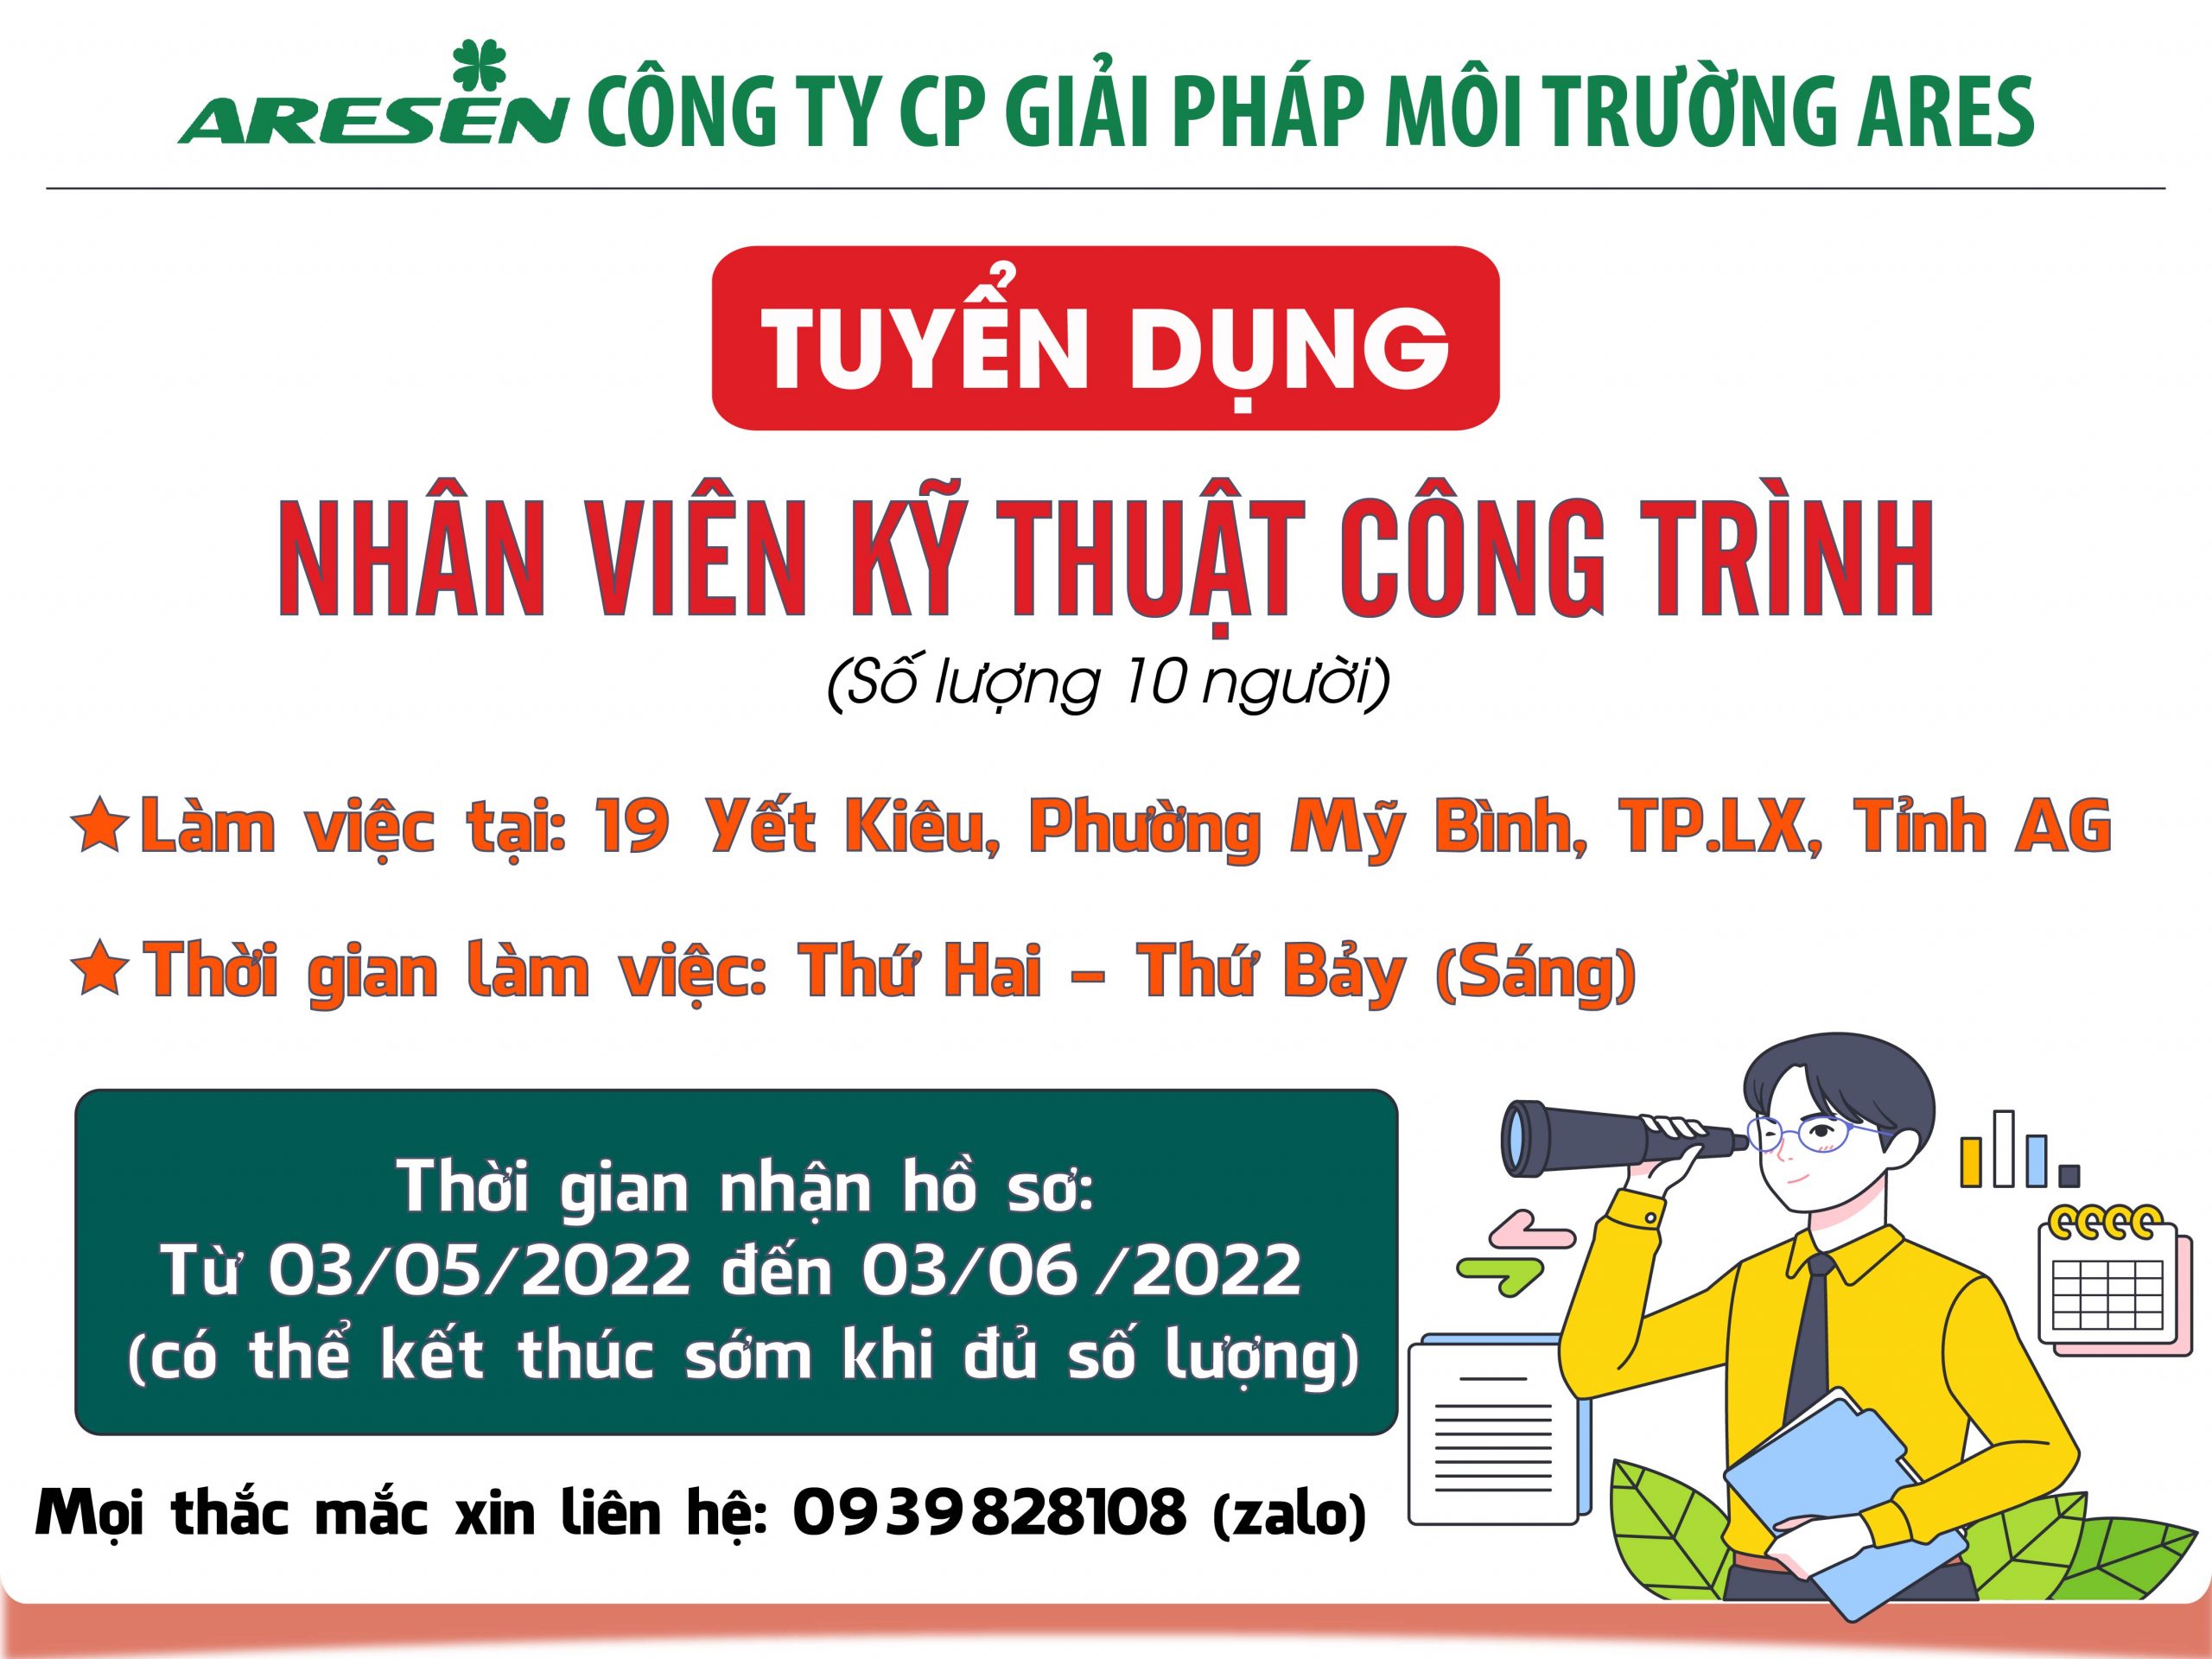 ARESEN CÔNG TY CP GIẢI PHÁP MÔI TRƯỜNG ARES
TUYỂN DỤNG
NHÂN VIÊN KỸ THUẬT CÔNG TRÌNH
(Số lượng 10 người)
Làm việc tại: 19 Yết Kiêu, Phường Mỹ Bình, TP.LX, Tỉnh AG
Thời gian làm việc: Thứ Hai – Thứ Bảy (Sáng)
Thời gian nhận hồ sơ:
Từ 03/05/2022 đến 03/06 /2022
(có thể kết thúc sớm khi đủ số lượng)
Mọi thắc mắc xin liên hệ: 0939828108 (zalo)